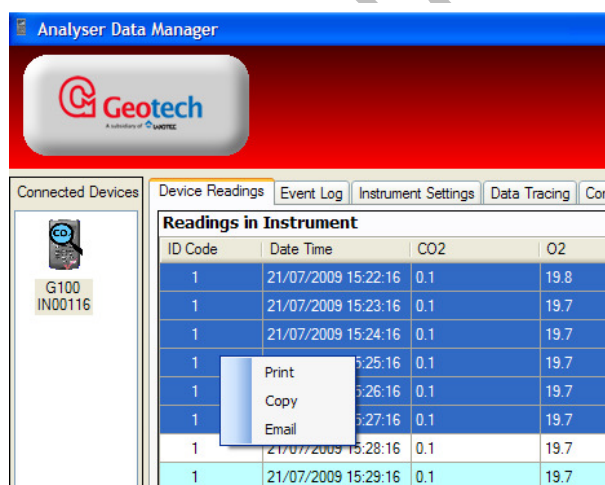 Analyser Data Manager
Geotech
A subsidiary of LANDTEC
Connected Devices
Device Readings Event Log Instrument Settings Data Tracing
Readings in Instrument
ID Code Date Time CO2 O2
CO2
G100
IN00116
1 21/07/2009 15:22:16 0.1 19.8
1 21/07/2009 15:23:16 0.1 19.7
1 21/07/2009 15:24:16 0.1 19.7
1 5:25:16 0.1 19.7
1 5:26:16 0.1 19.7
1 5:27:16 0.1 19.7
Print
Copy
Email
1 21/07/2009 15:28:16 0.1 19.7
1 21/07/2009 15:29:16 0.1 19.7